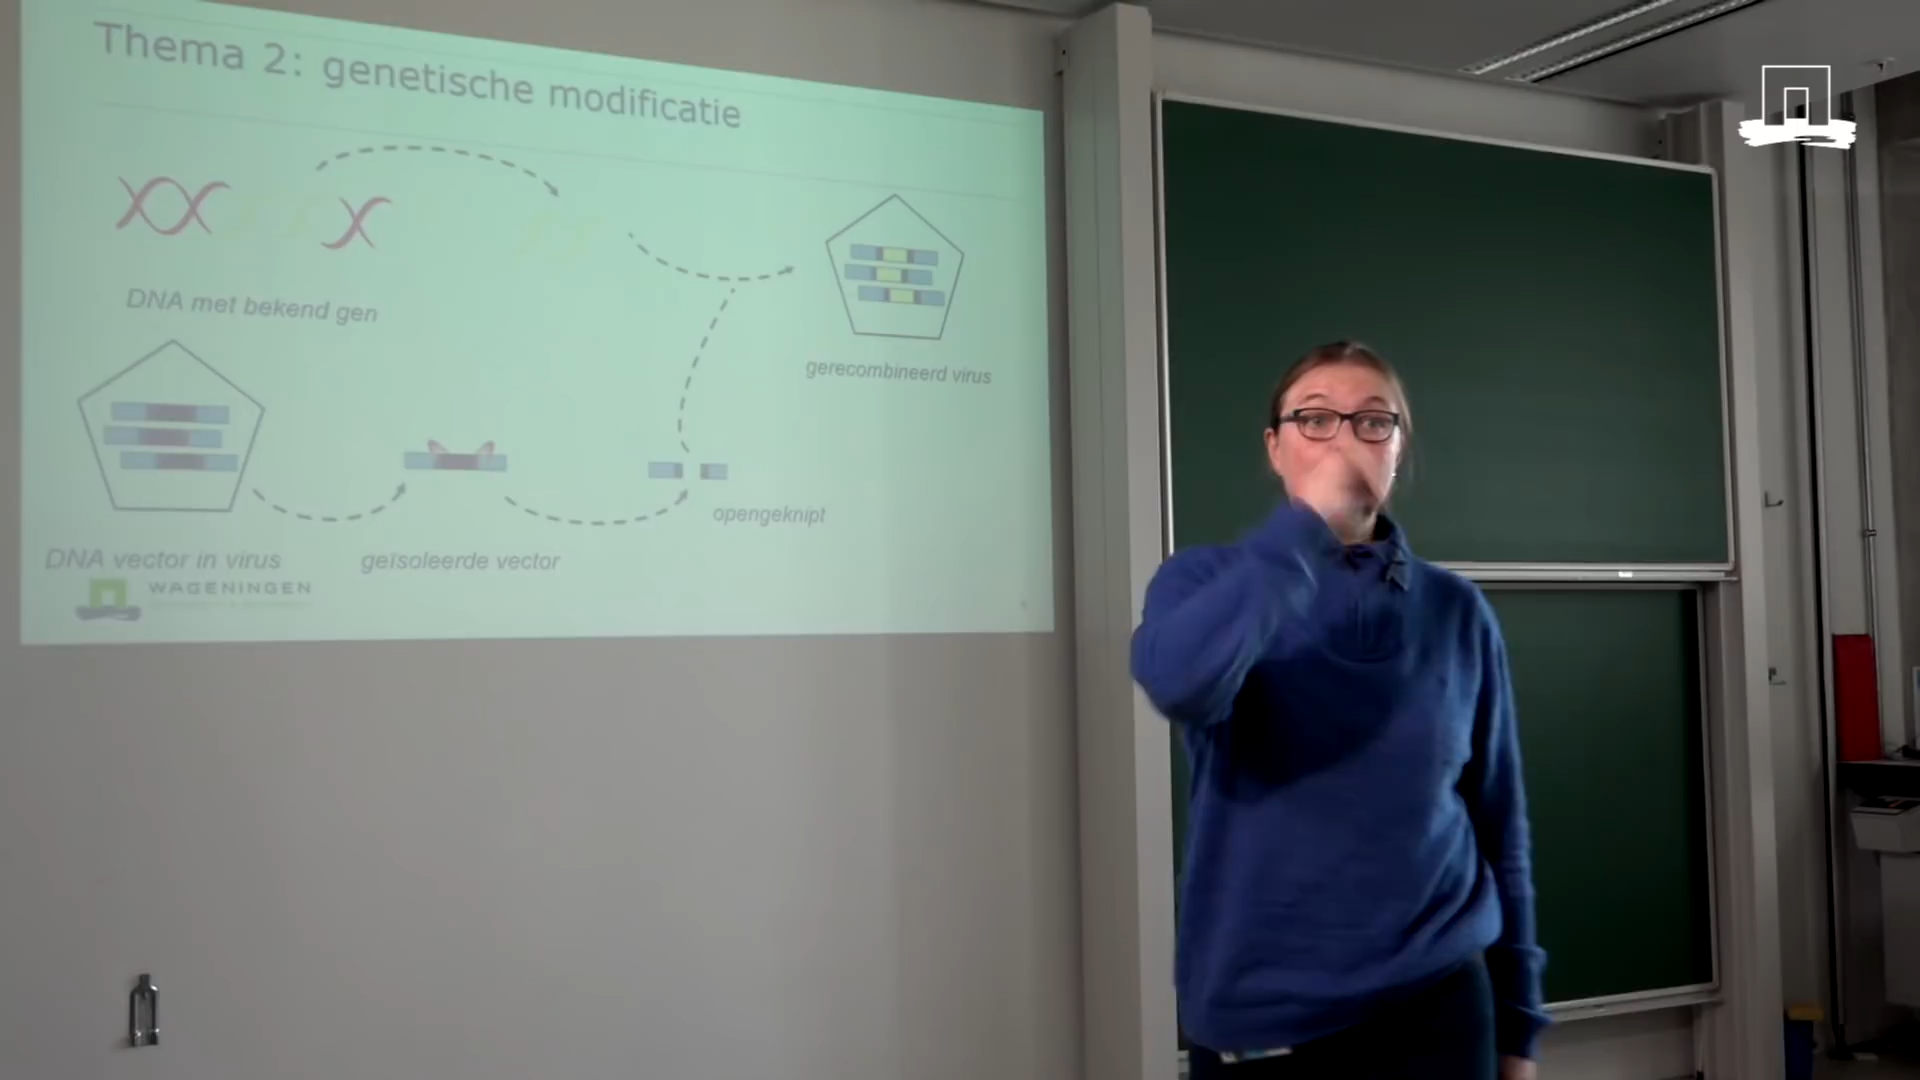 Thema 2: genetische modificatie
DNA met bekend gen
gerecombineerd virus
opengeknipt
DNA vector in virus
geïsoleerde vector
WAGENINGEN